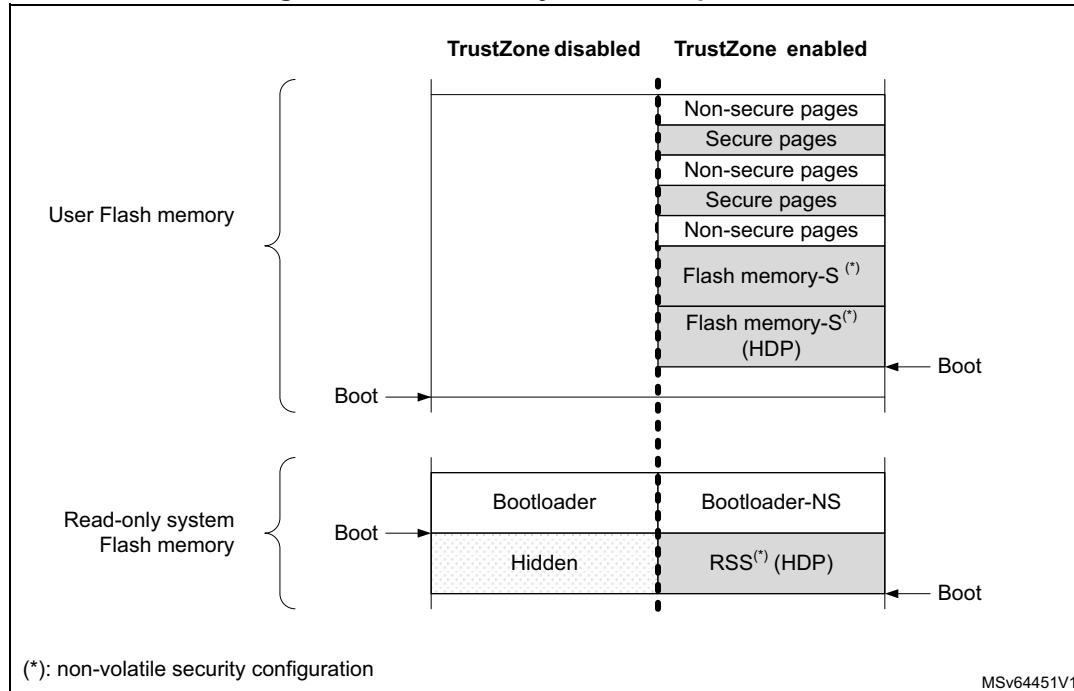 TrustZone disabled TrustZone enabled
Non-secure pages
Secure pages
Non-secure pages
Secure pages
Non-secure pages
User Flash memory
Flash memory-S (*)
Flash memory-S(*)
(HDP)
Boot
Boot
Bootloader
Bootloader-NS
Read-only system
Flash memory
Boot
Hidden
RSS(*) (HDP)
Boot
(*): non-volatile security configuration
MSv64451V1